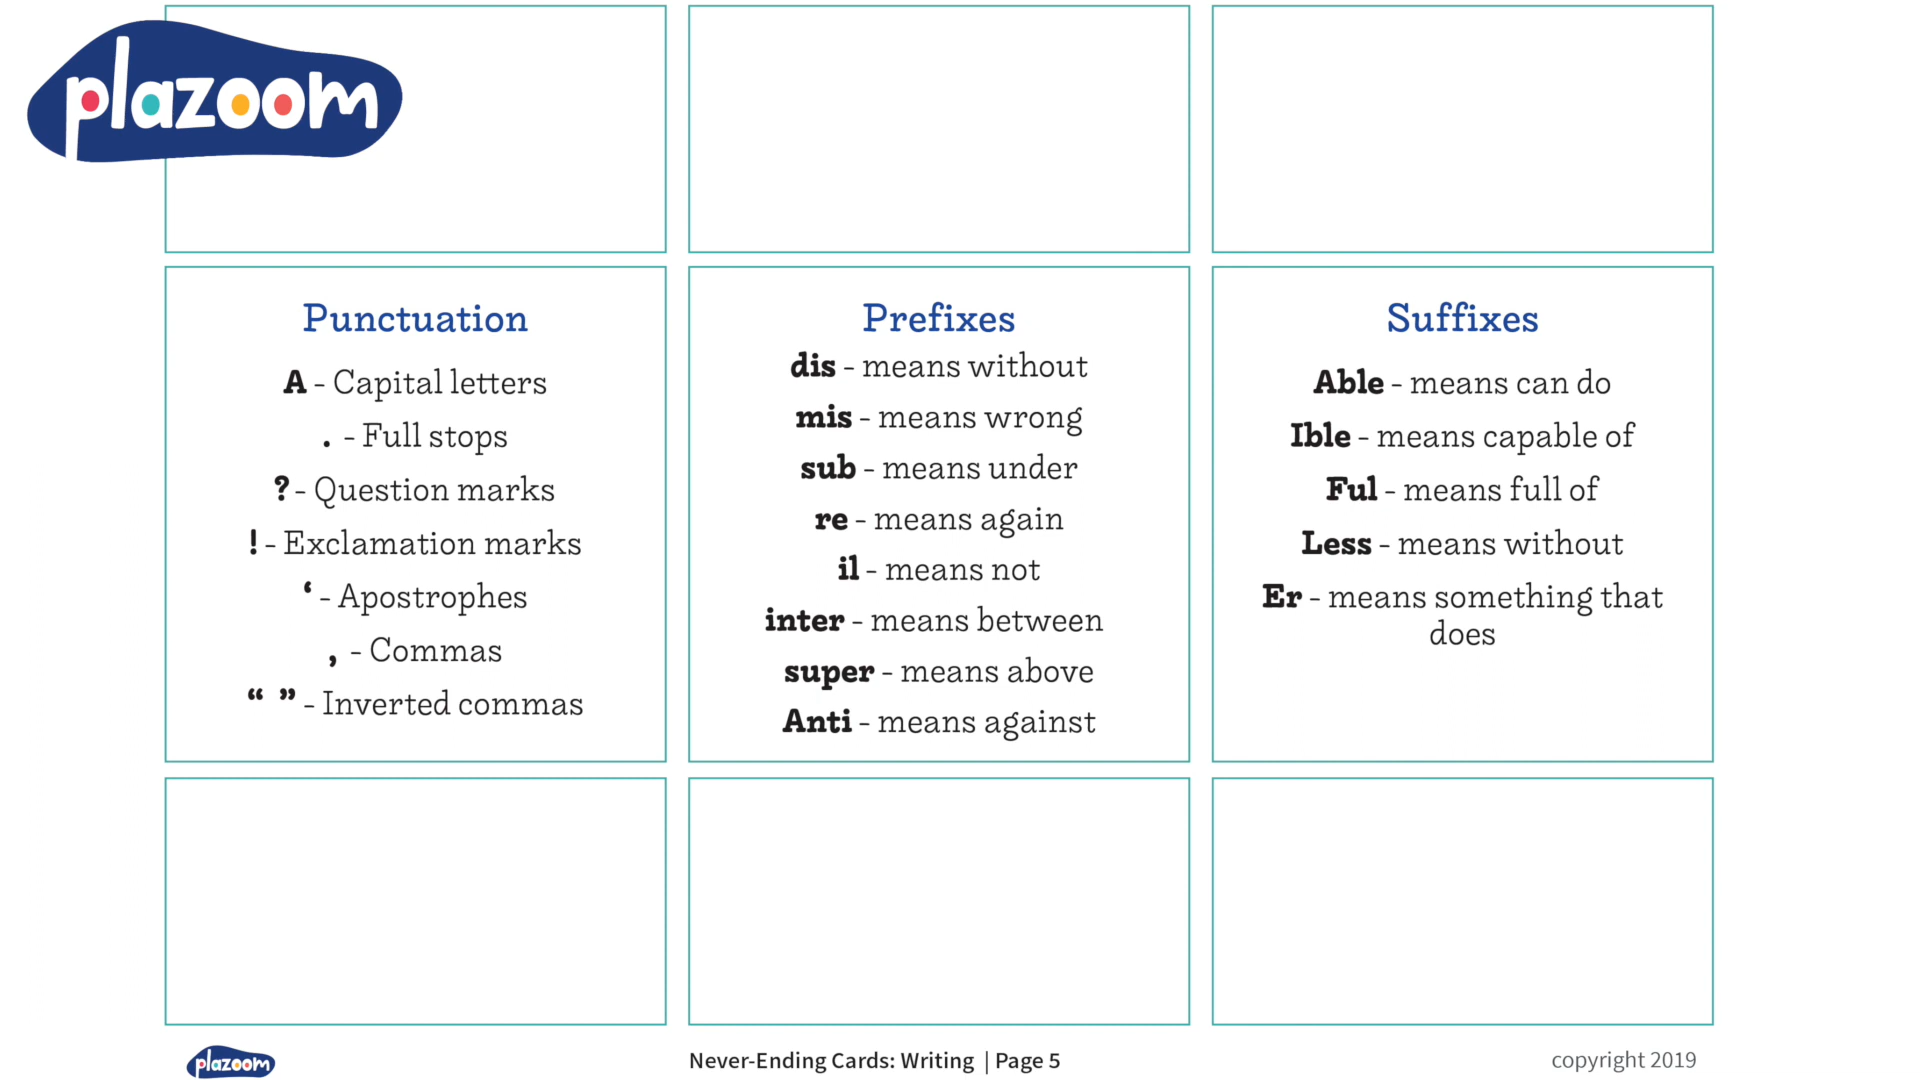 plazoom
Punctuation
A - Capital letters
. - Full stops
? - Question marks
! - Exclamation marks
‘ - Apostrophes
, - Commas
“ ” - Inverted commas
Prefixes
dis - means without
mis - means wrong
sub - means under
re - means again
il - means not
inter - means between
super - means above
Anti - means against
Suffixes
Able - means can do
Ible - means capable of
Ful - means full of
Less - means without
Er - means something that
does
plazoom
Never-Ending Cards: Writing | Page 5
copyright 2019